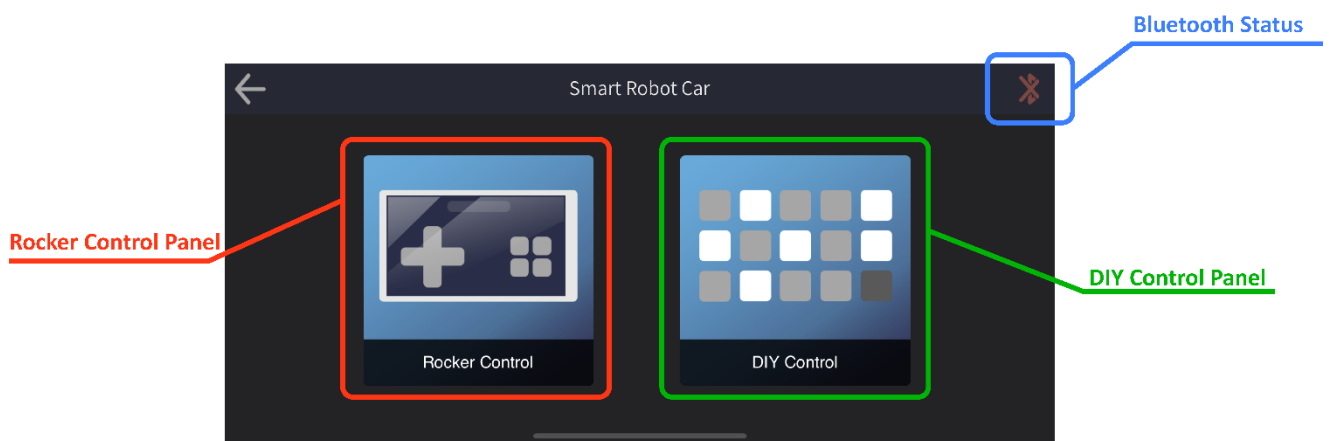 Bluetooth Status
Smart Robot Car
Rocker Control Panel
DIY Control Panel
Rocker Control
DIY Control